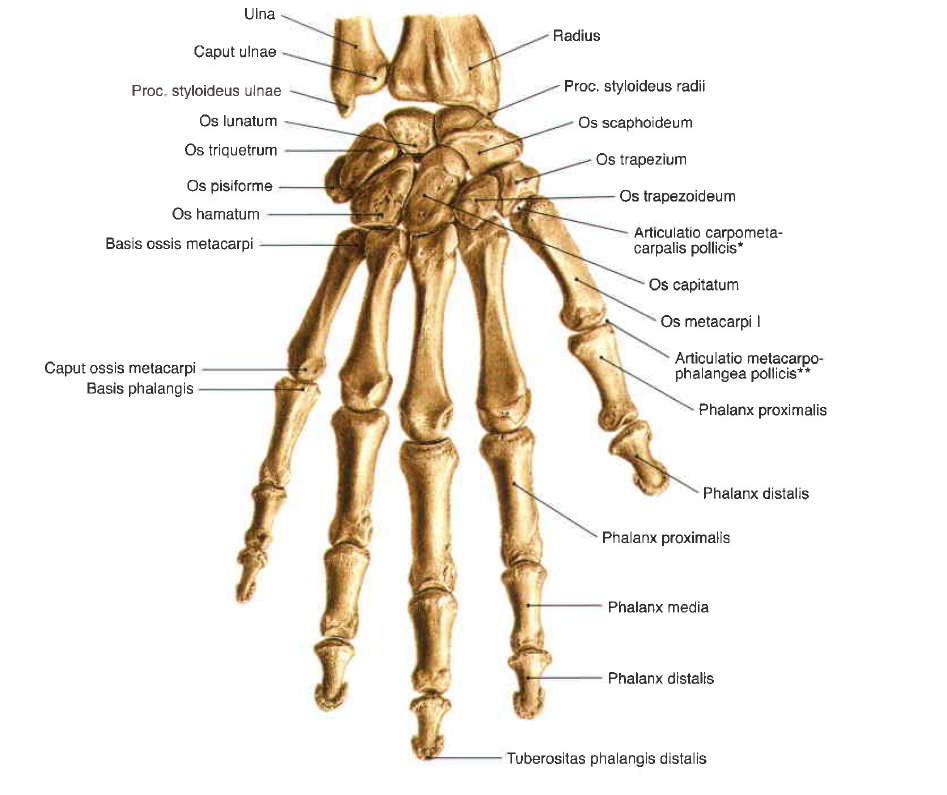 Ulna
Caput ulnae
Proc. styloideus ulnae
Os lunatum
Os triquetrum
Os pisiforme
Os hamatum
Basis ossis metacarpi
Caput ossis metacarpi
Basis phalangis
Radius
Proc. styloideus radii
Os scaphoideum
Os trapezium
Os trapezoideum
Articulatio carpometa-
carpalis pollicis*
Os capitatum
Os metacarpi I
Articulatio metacarpo-
phalangea pollicis**
Phalanx proximalis
Phalanx distalis
Phalanx proximalis
Phalanx media
Phalanx distalis
Tuberositas phalangis distalis